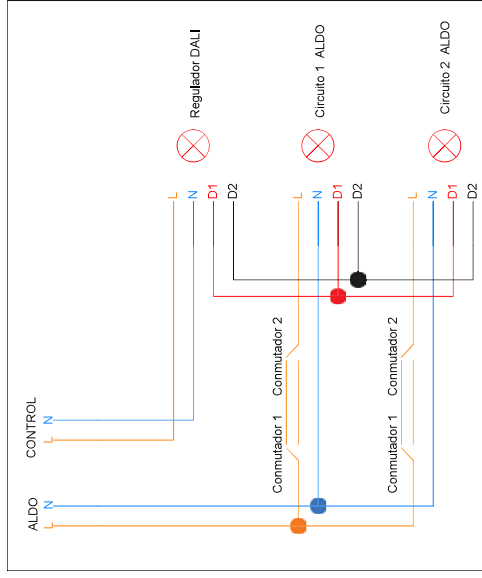 CONTROL
L
N
ALDO
L
N
Regulador DALI
L
N
D1
D2
Circuito 1 ALDO
L
N
D1
D2
Conmutador 1
Conmutador 2
Circuito 2 ALDO
L
N
D1
D2
Conmutador 1
Conmutador 2